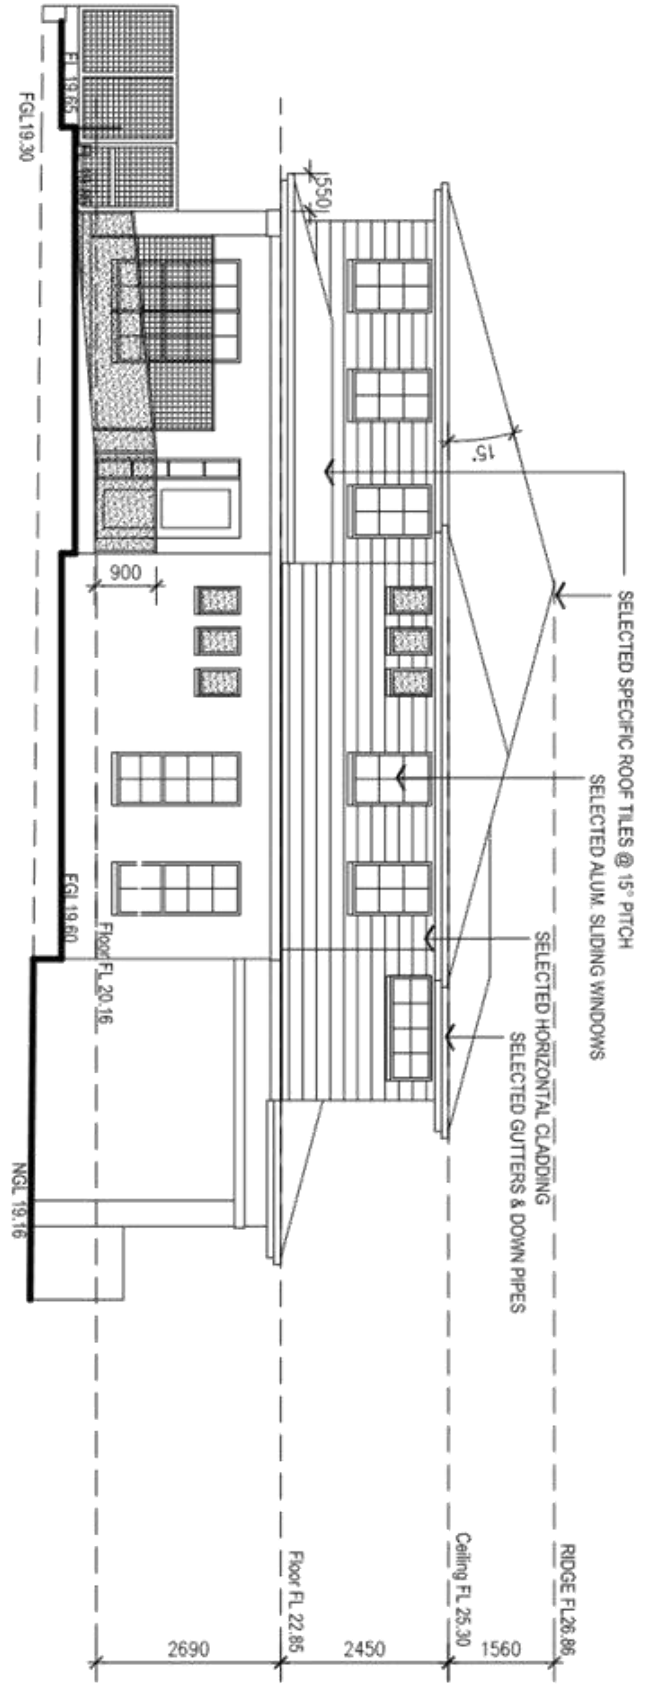 SELECTED SPECIFIC ROOF TILES @ 15° PITCH
SELECTED ALUM. SLIDING WINDOWS
SELECTED HORIZONTAL CLADDING
SELECTED GUTTERS & DOWN PIPES
RIDGE FL26.86
1560
Ceiling FL 25.30
2450
Floor FL 22.85
2690
15°
550
900
FL 19.65
FGL19.30
FGL19.60
Floor FL 20.16
NGL 19.16